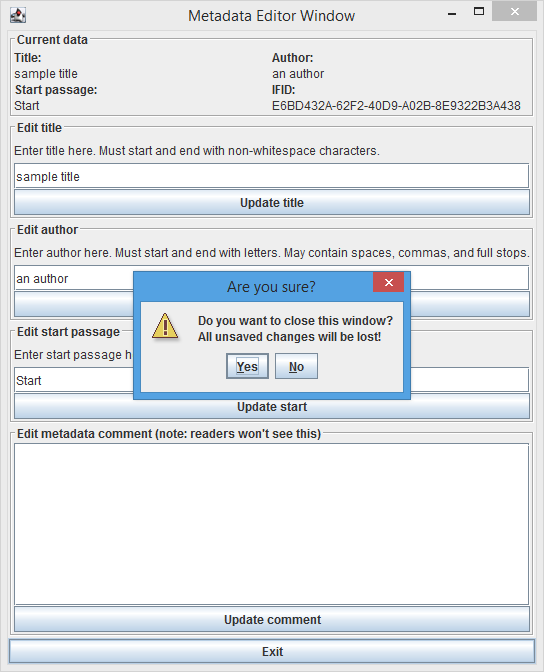 Metadata Editor Window
Current data
Title:
Author:
sample title
an author
Start passage:
IFID:
Start
E6BD432A-62F2-40D9-A02B-8E9322B3A438
Edit title
Enter title here. Must start and end with non-whitespace characters.
sample title
Update title
Edit author
Enter author here. Must start and end with letters. May contain spaces, commas, and full stops.
an author
Are you sure?
Do you want to close this window?
All unsaved changes will be lost!
Yes
No
Edit start passage
Enter start passage h
Start
Update start
Edit metadata comment (note: readers won't see this)
Update comment
Exit